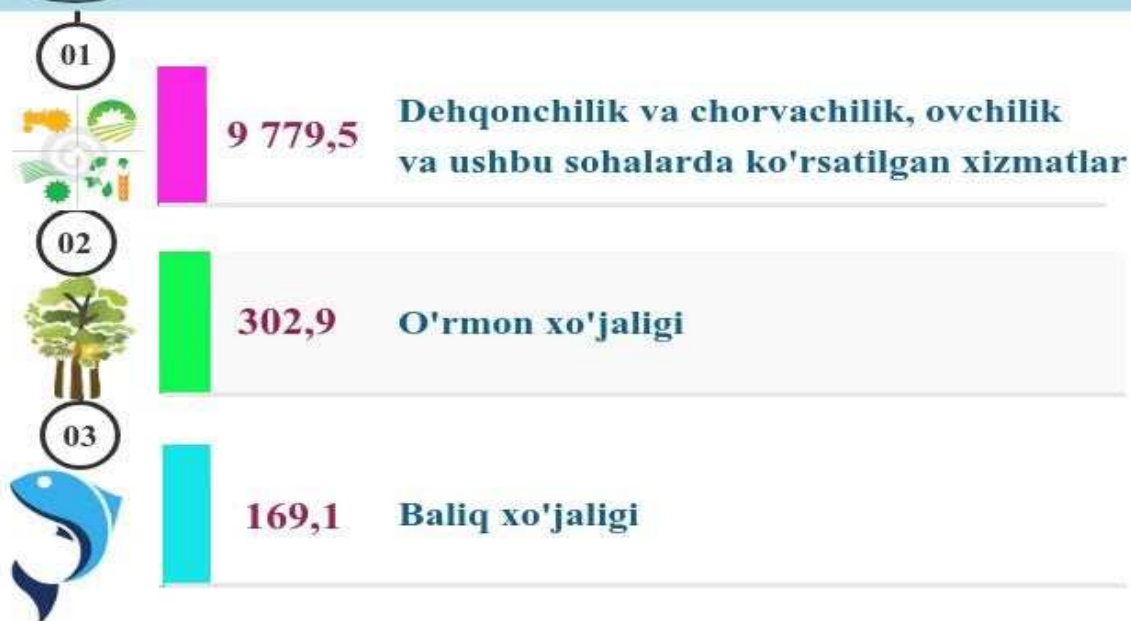 01
9 779,5
Dehqonchilik va chorvachilik, ovchilik
va ushbu sohalarda ko'rsatilgan xizmatlar
02
302,9
O'rmon xo'jaligi
03
169,1
Baliq xo'jaligi